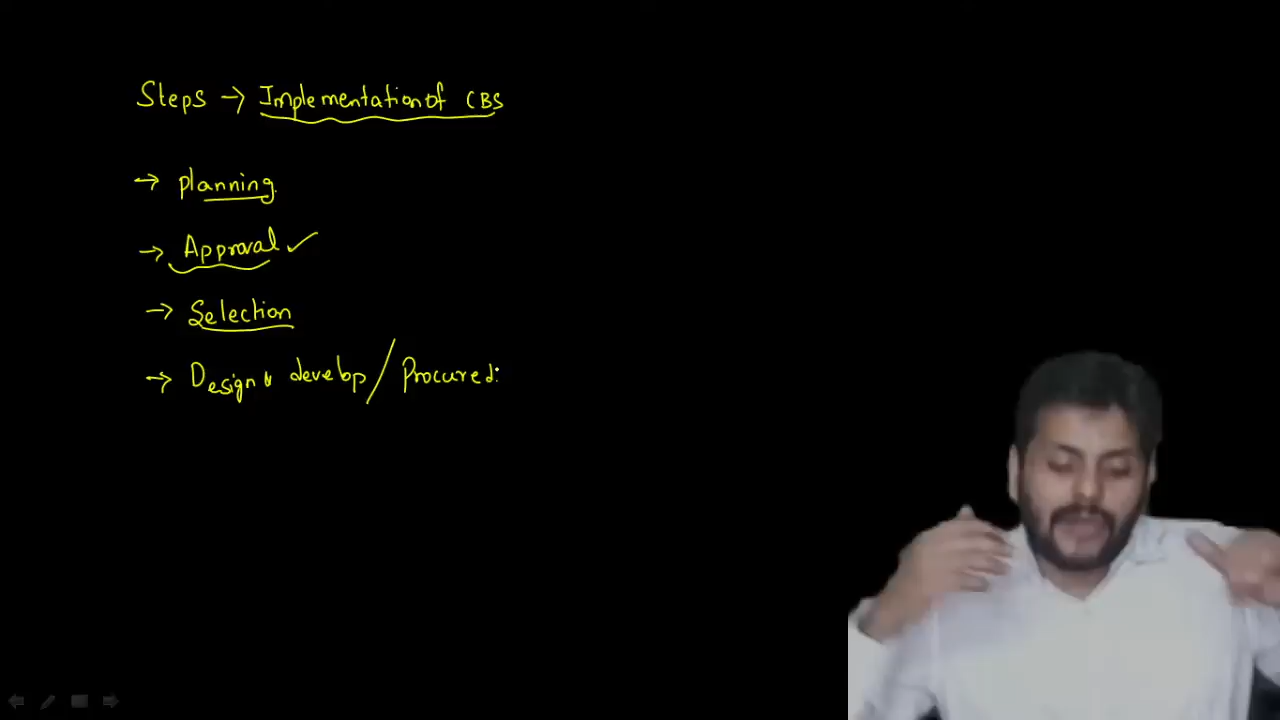 Steps → Implementation of CBS
→ planning
→ Approval ✓
→ Selection
→ Design & develop / Procured